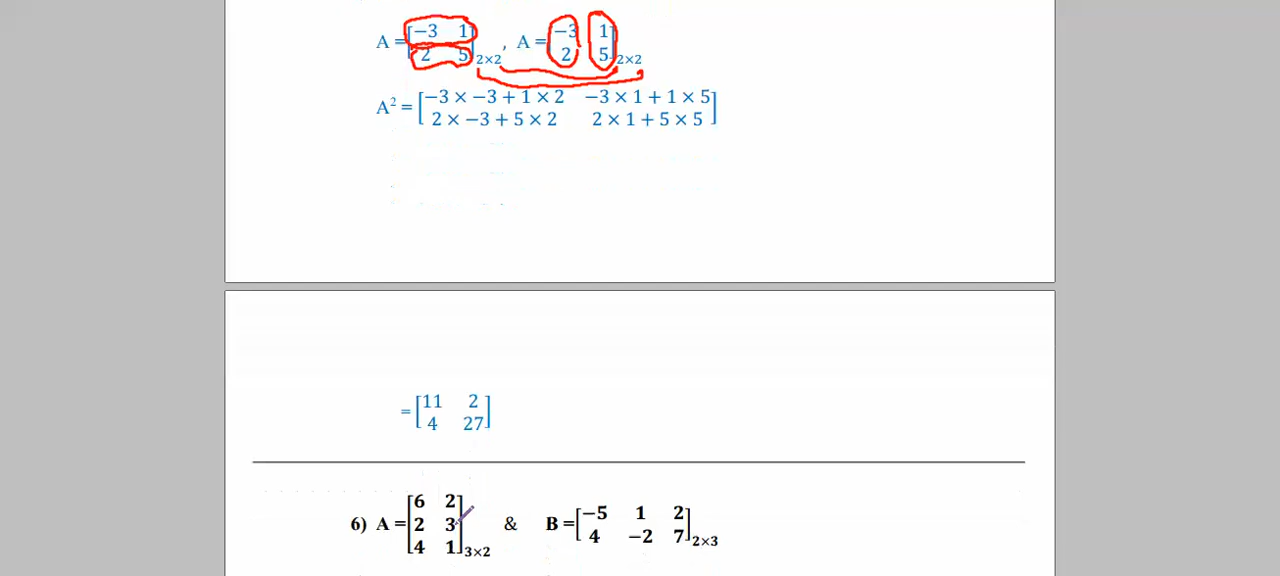 A = [−3 1
2 5]2×2, A = [−3 1
2 5]2×2
A² = [−3 × −3 + 1 × 2 −3 × 1 + 1 × 5
2 × −3 + 5 × 2 2 × 1 + 5 × 5]
= [11 2
4 27]
6) A = [6 2
2 3
4 1]3×2 & B = [−5 1 2
4 −2 7]2×3